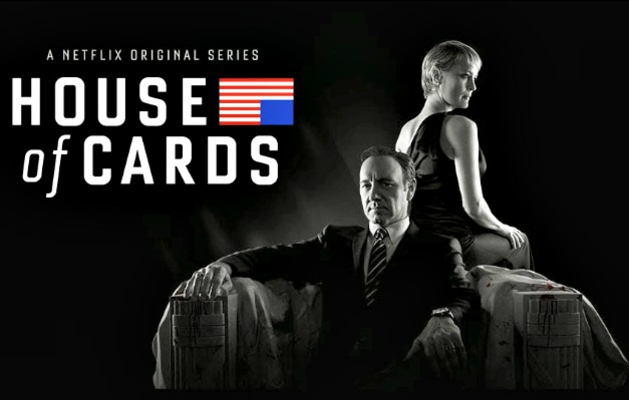 A NETFLIX ORIGINAL SERIES
HOUSE
of CARDS